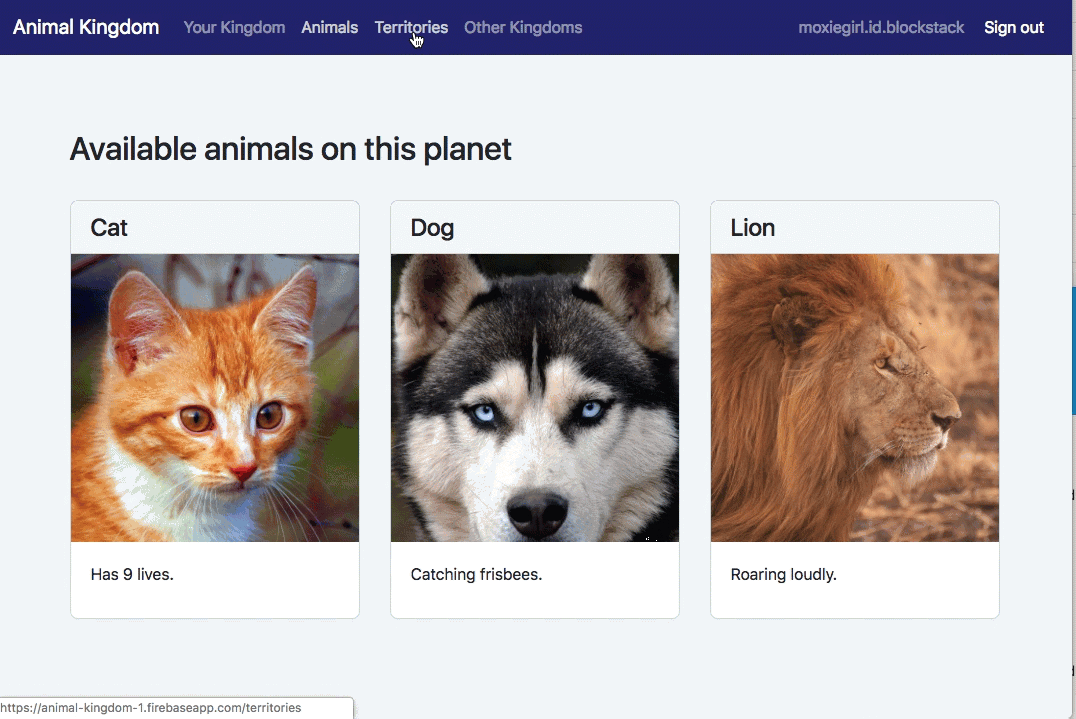 Animal Kingdom Your Kingdom Animals Territories Other Kingdoms moxiegirl.id.blockstack Sign out
Available animals on this planet
Cat Dog Lion
Has 9 lives. Catching frisbees. Roaring loudly.
https://animal-kingdom-1.firebaseapp.com/territories